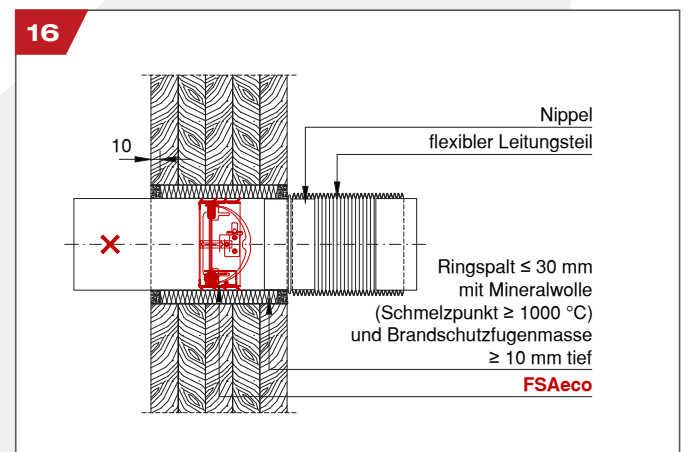 16
10
Nippel
flexibler Leitungsteil
Ringspalt ≤ 30 mm
mit Mineralwolle
(Schmelzpunkt ≥ 1000 °C)
und Brandschutzfugenmasse
≥ 10 mm tief
FSAeco